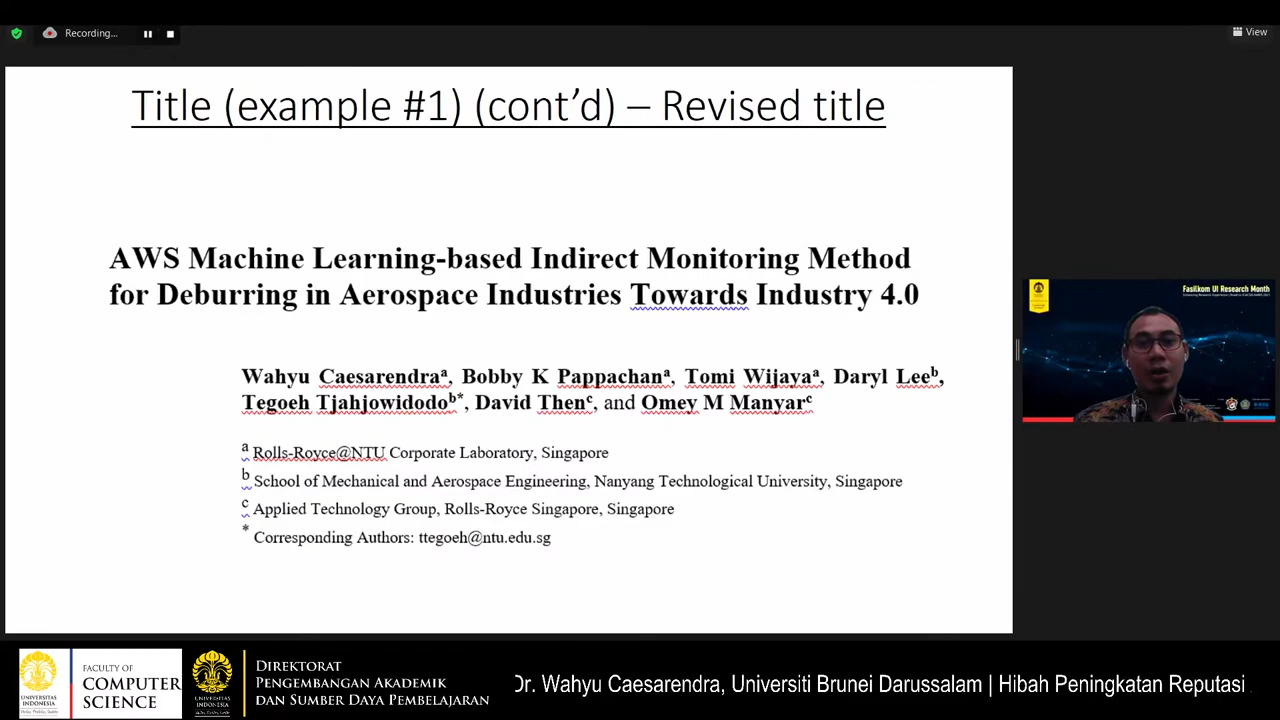 Recording...
View
Title (example #1) (cont’d) – Revised title
AWS Machine Learning-based Indirect Monitoring Method
for Deburring in Aerospace Industries Towards Industry 4.0
Wahyu Caesarendraᵃ, Bobby K Pappachanᵃ, Tomi Wijayaᵃ, Daryl Leeᵇ,
Tegoeh Tjahjowidodoᵇ*, David Thenᶜ, and Omey M Manyarᶜ
ᵃ Rolls-Royce@NTU Corporate Laboratory, Singapore
ᵇ School of Mechanical and Aerospace Engineering, Nanyang Technological University, Singapore
ᶜ Applied Technology Group, Rolls-Royce Singapore, Singapore
* Corresponding Authors: ttegoeh@ntu.edu.sg
Fasilkom UI Research Month
FACULTY OF
COMPUTER
SCIENCE
UNIVERSITAS
INDONESIA
DIREKTORAT
PENGEMBANGAN AKADEMIK
DAN SUMBER DAYA PEMBELAJARAN
Dr. Wahyu Caesarendra, Universiti Brunei Darussalam | Hibah Peningkatan Reputasi